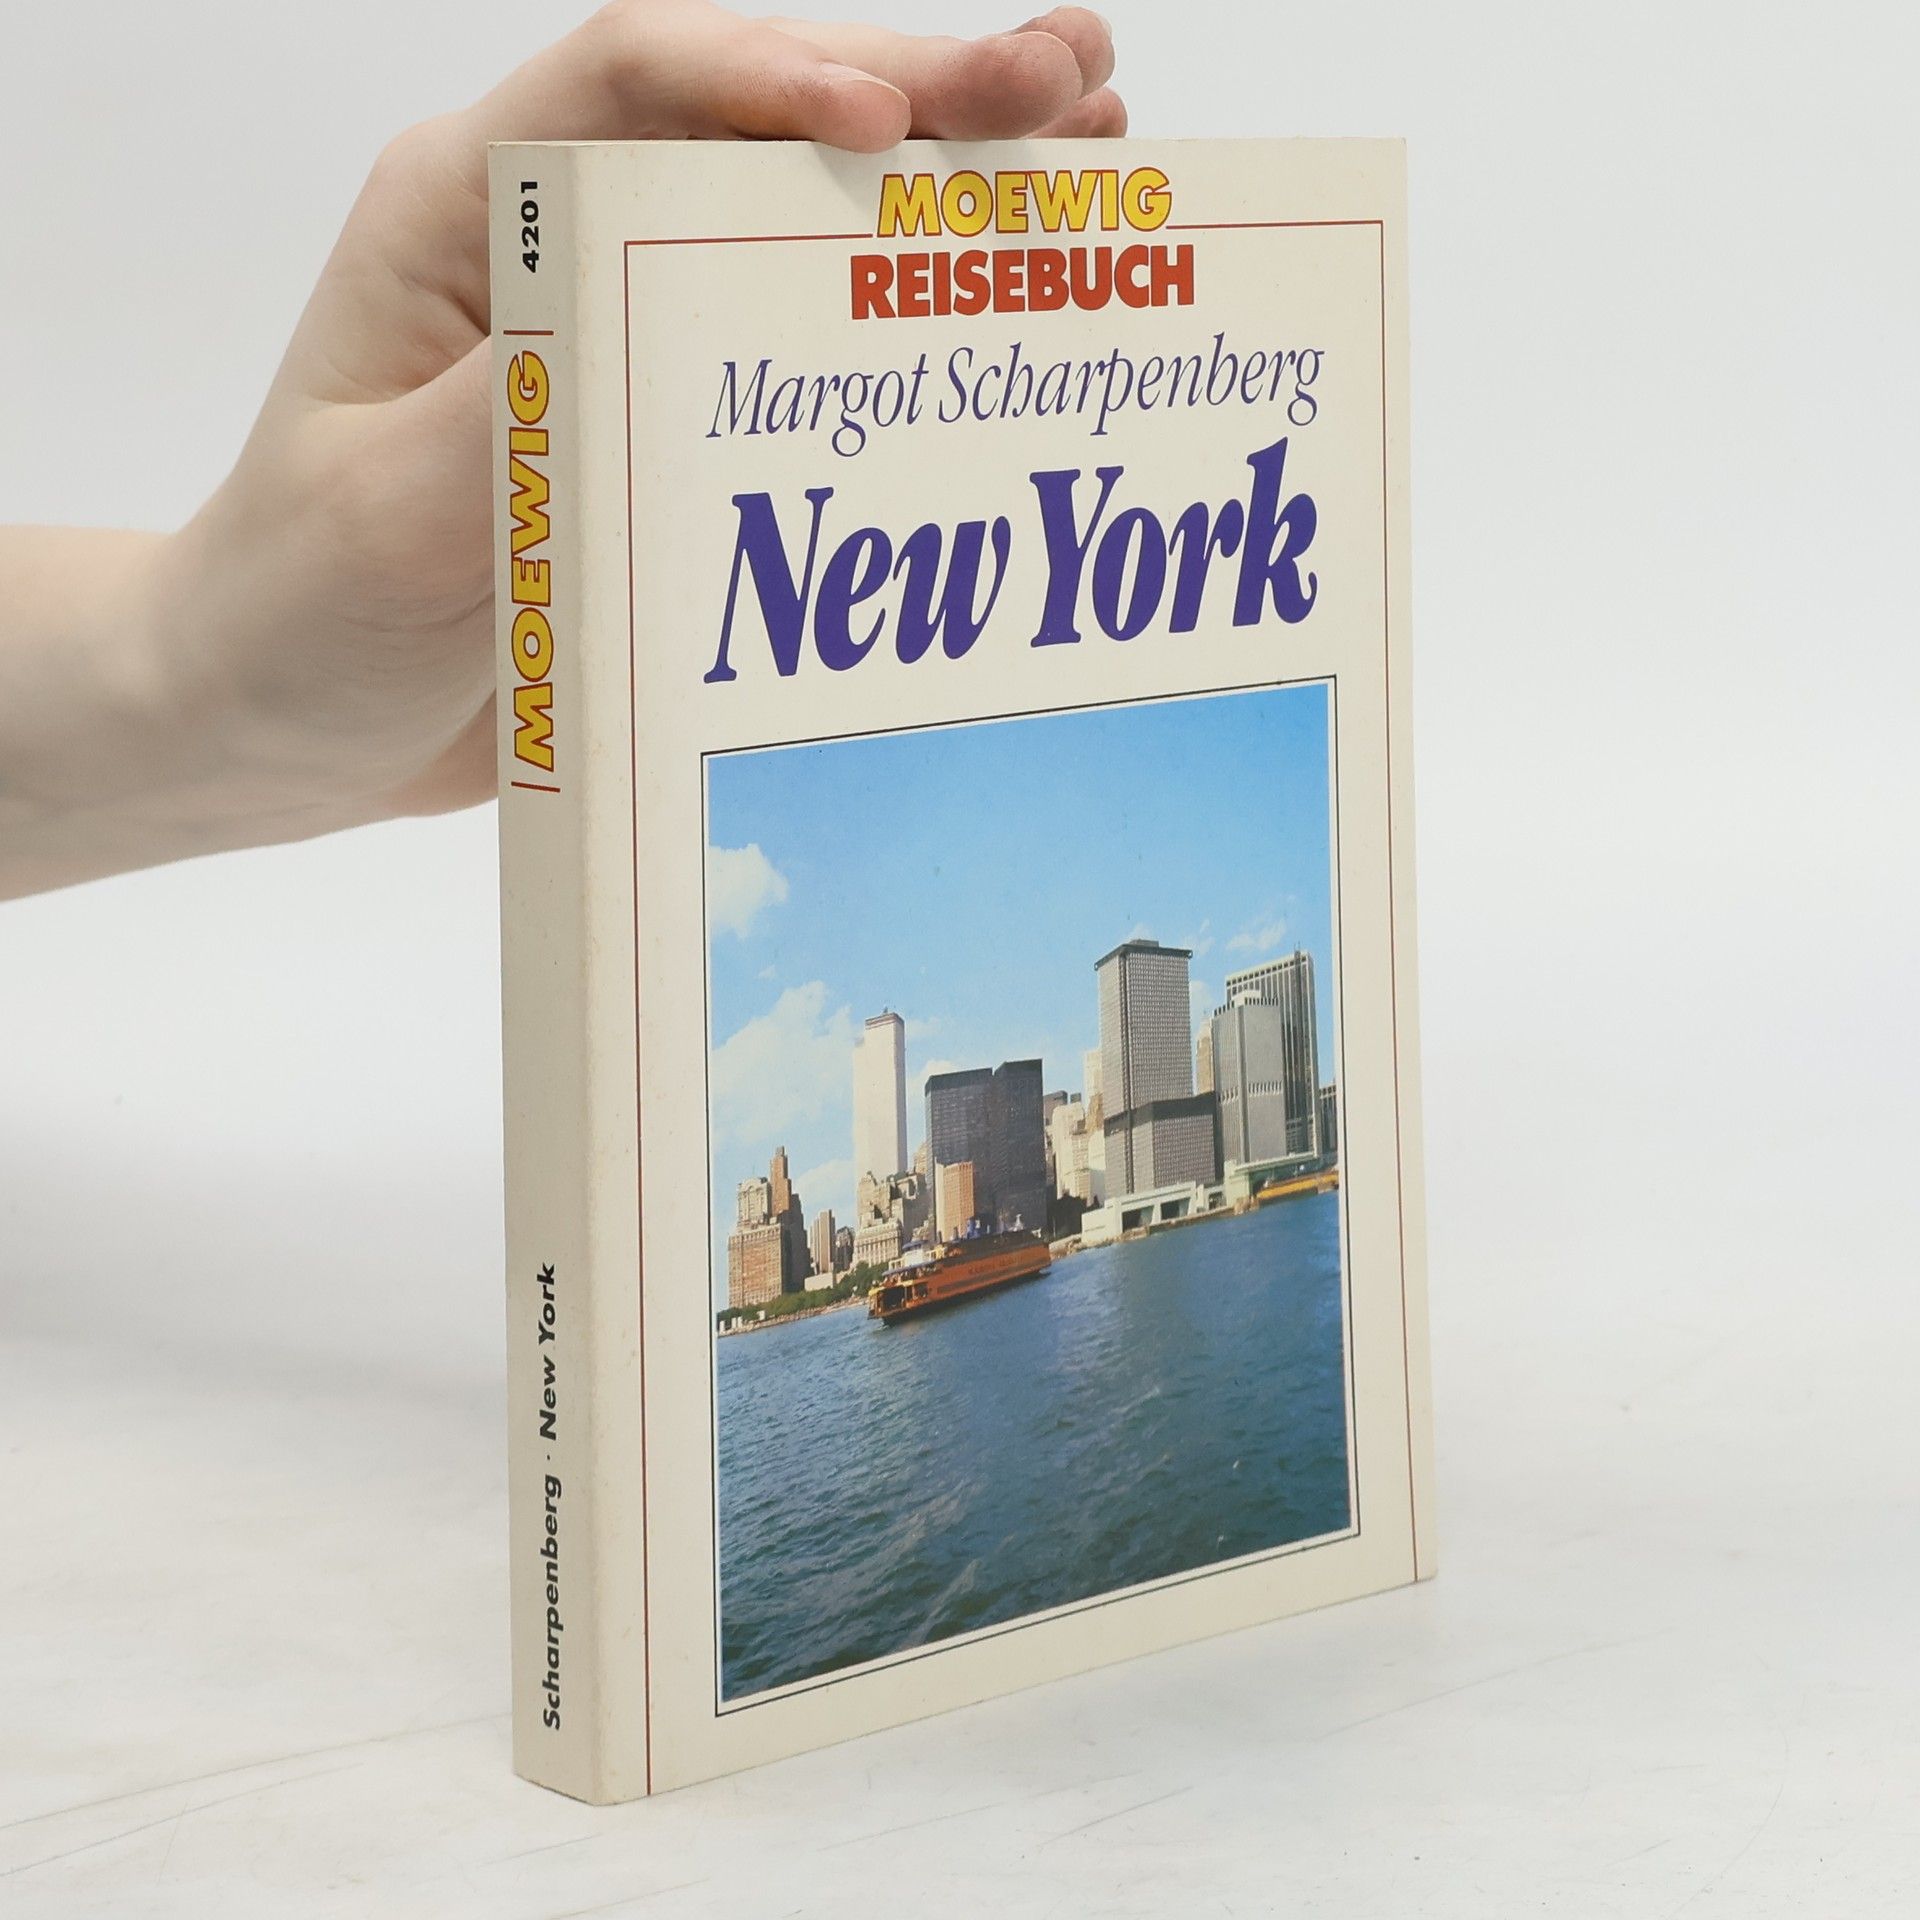 4201
MOEWIG
Scharpenberg · New York
MOEWIG
REISEBUCH
Margot Scharpenberg
New York